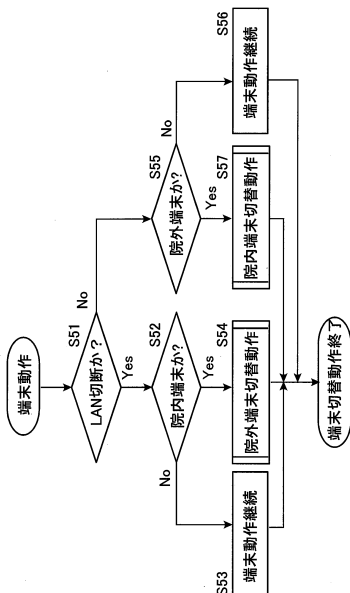 端末動作
S51
LAN切断か?
No
Yes
S52
院内端末か?
No
Yes
S55
院外端末か?
No
Yes
S53
端末動作継続
S54
院外端末切替動作
S57
院内端末切替動作
S56
端末動作継続
端末切替動作終了